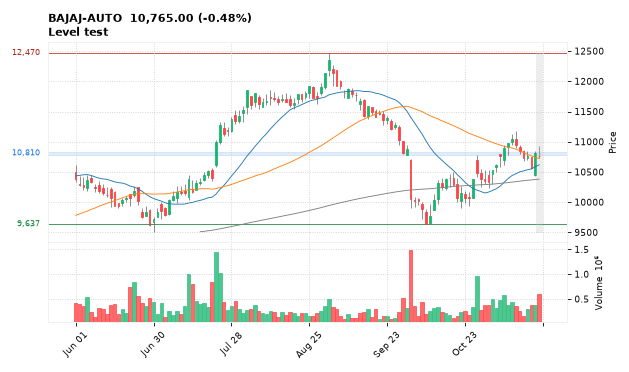 BAJAJ-AUTO 10,765.00 (-0.48%)
Level test
12,470
10,810
9,637
12500
12000
11500
11000
10500
10000
9500
Price
1.5
1.0
0.5
Volume 10⁶
Jun 01
Jun 30
Jul 28
Aug 25
Sep 23
Oct 23